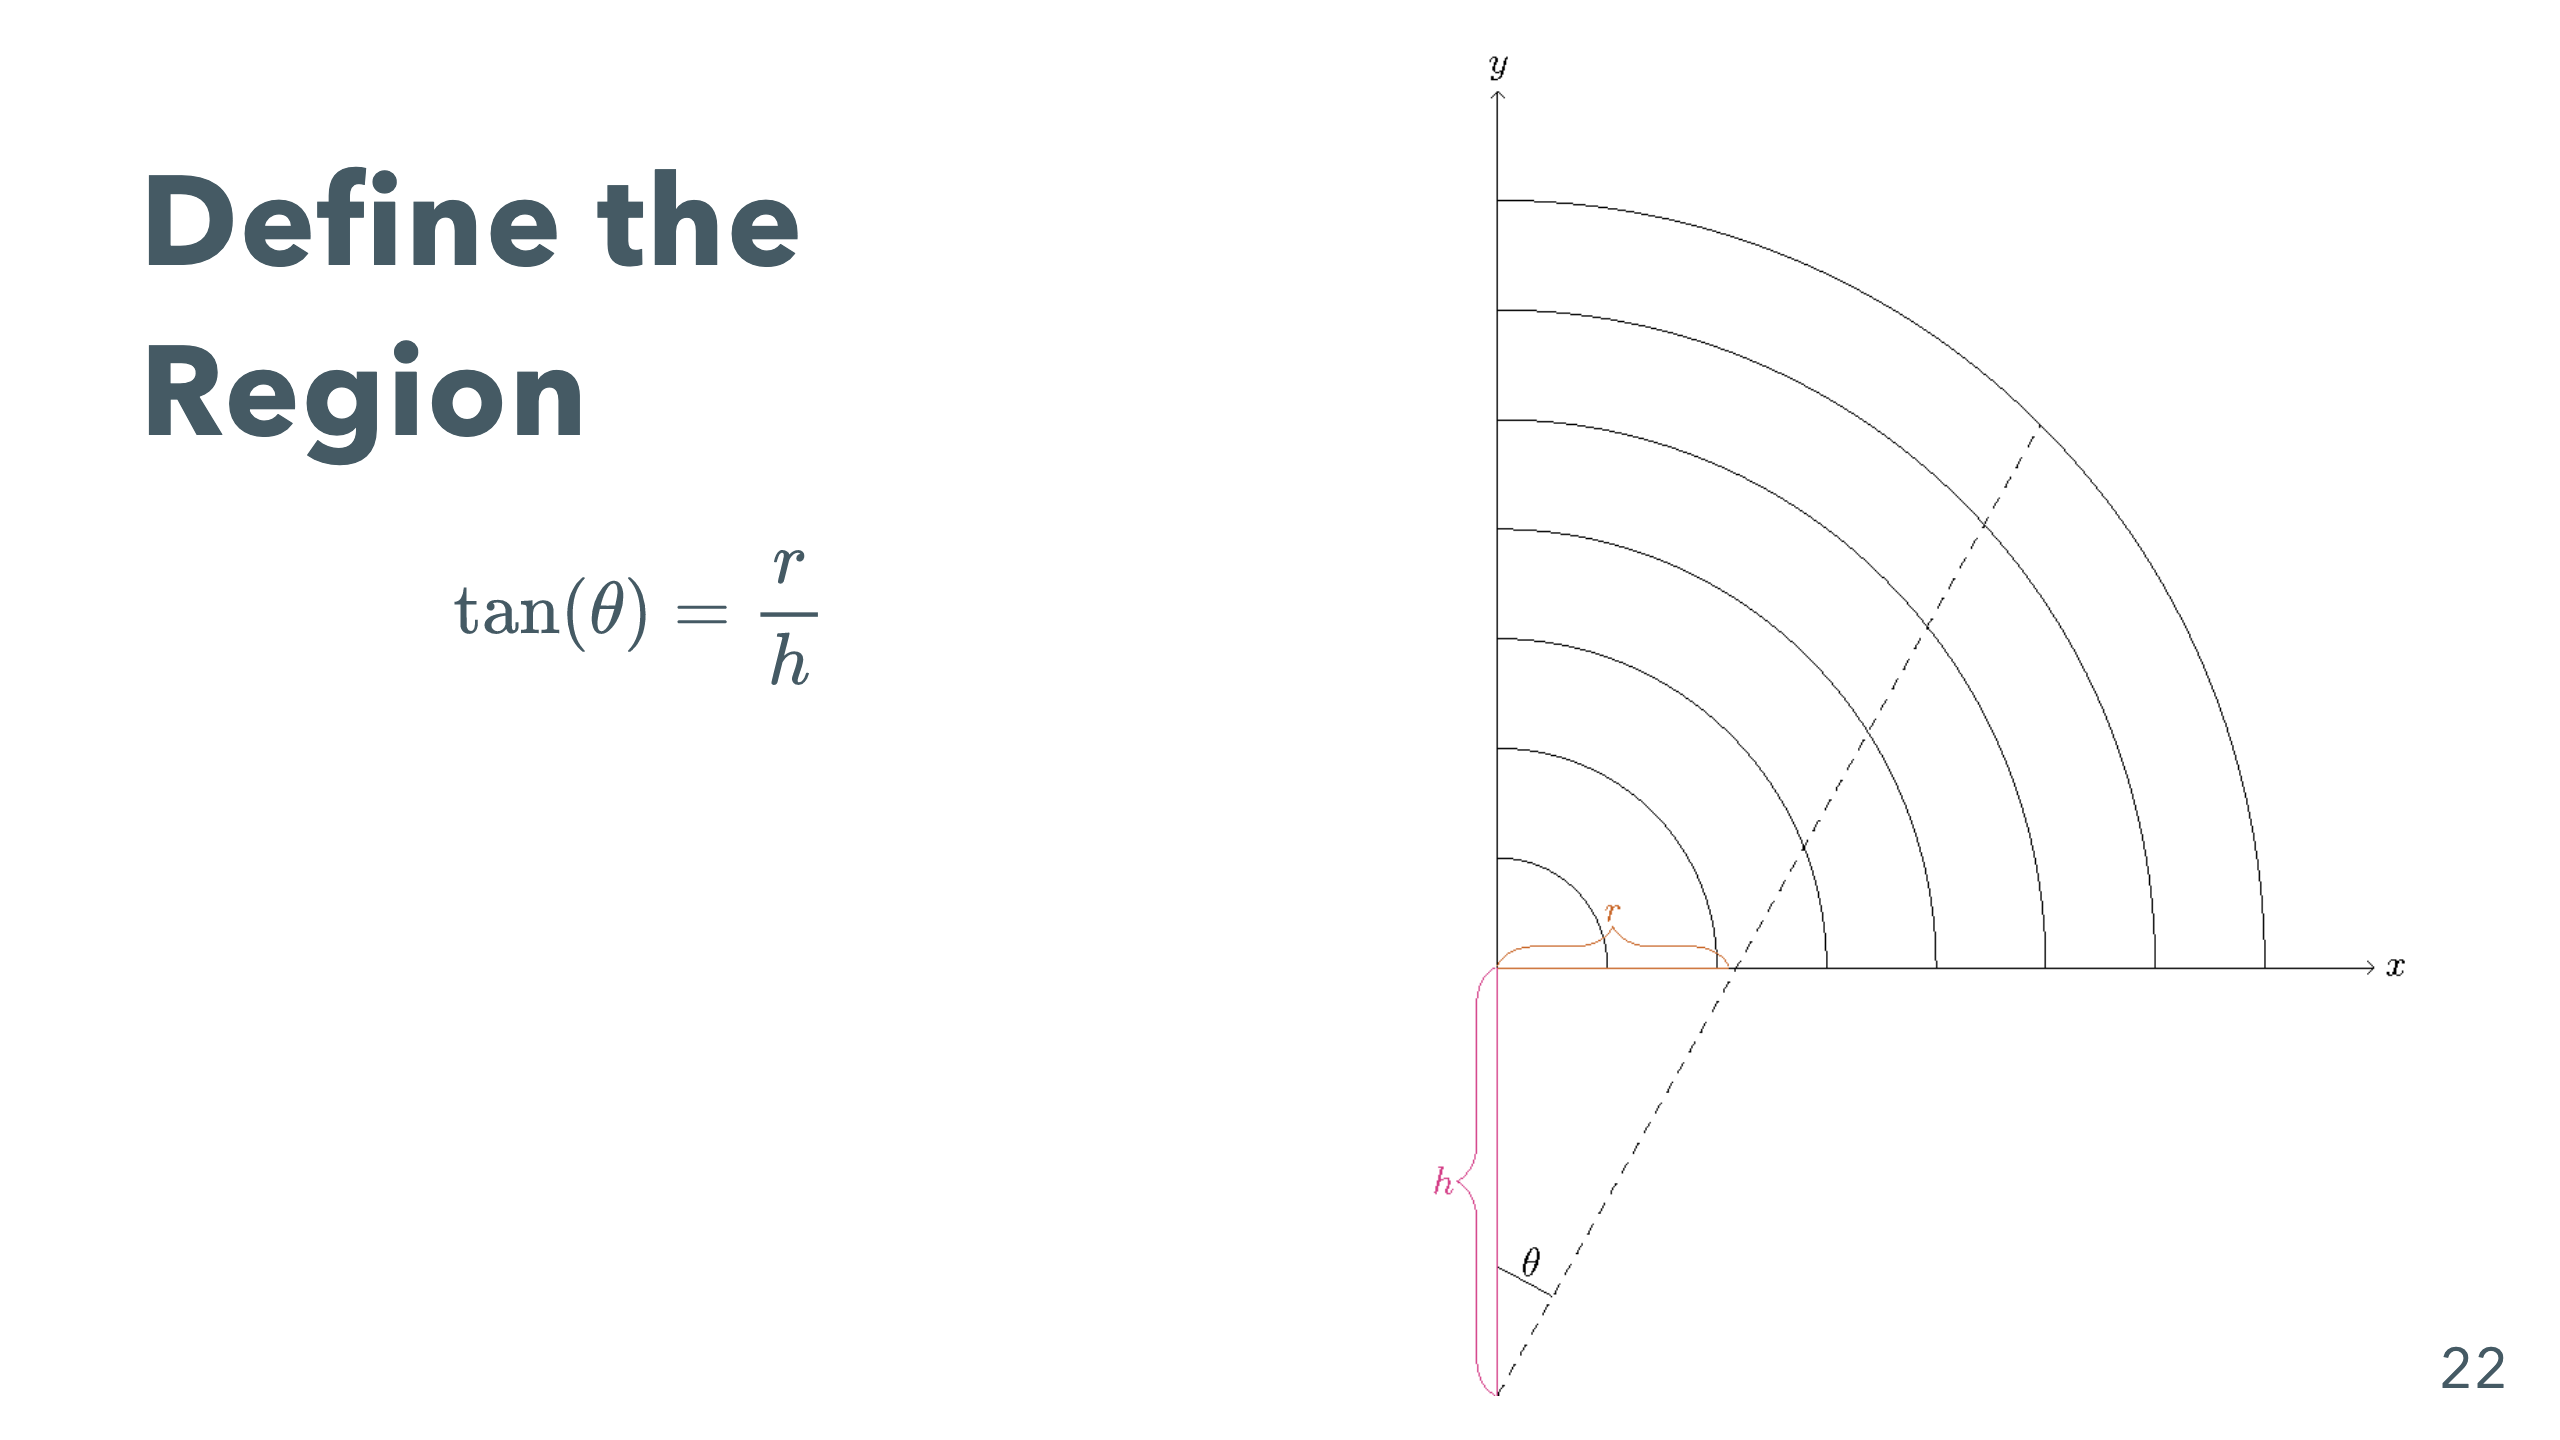 Define the
Region
tan(θ) = r/h
y
r
x
h
θ
22